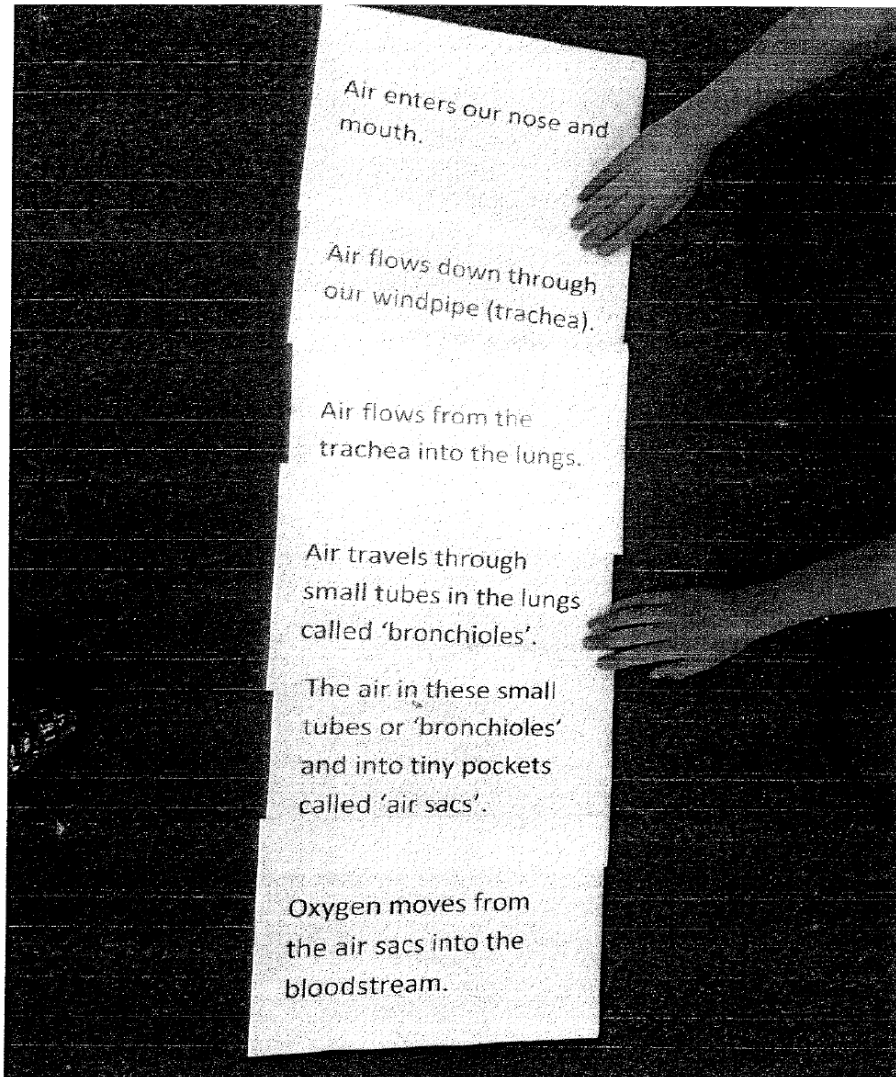 Air enters our nose and
mouth.
Air flows down through
our windpipe (trachea).
Air flows from the
trachea into the lungs.
Air travels through
small tubes in the lungs
called ‘bronchioles’.
The air in these small
tubes or ‘bronchioles’
and into tiny pockets
called ‘air sacs’.
Oxygen moves from
the air sacs into the
bloodstream.